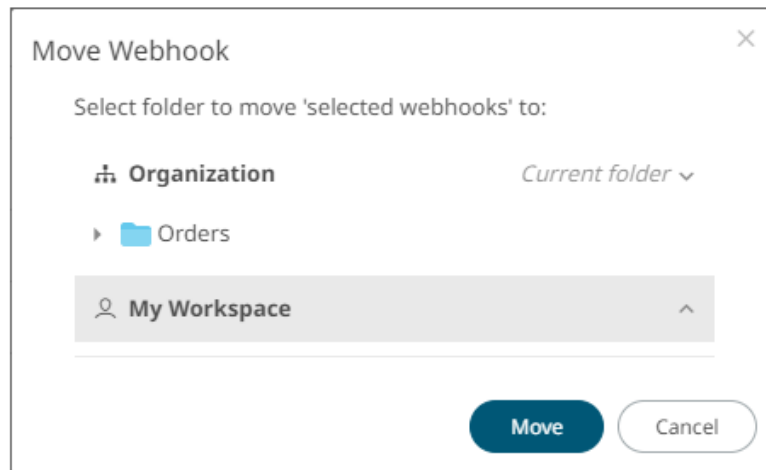 Move Webhook
Select folder to move 'selected webhooks' to:
Organization Current folder
Orders
My Workspace
Move Cancel